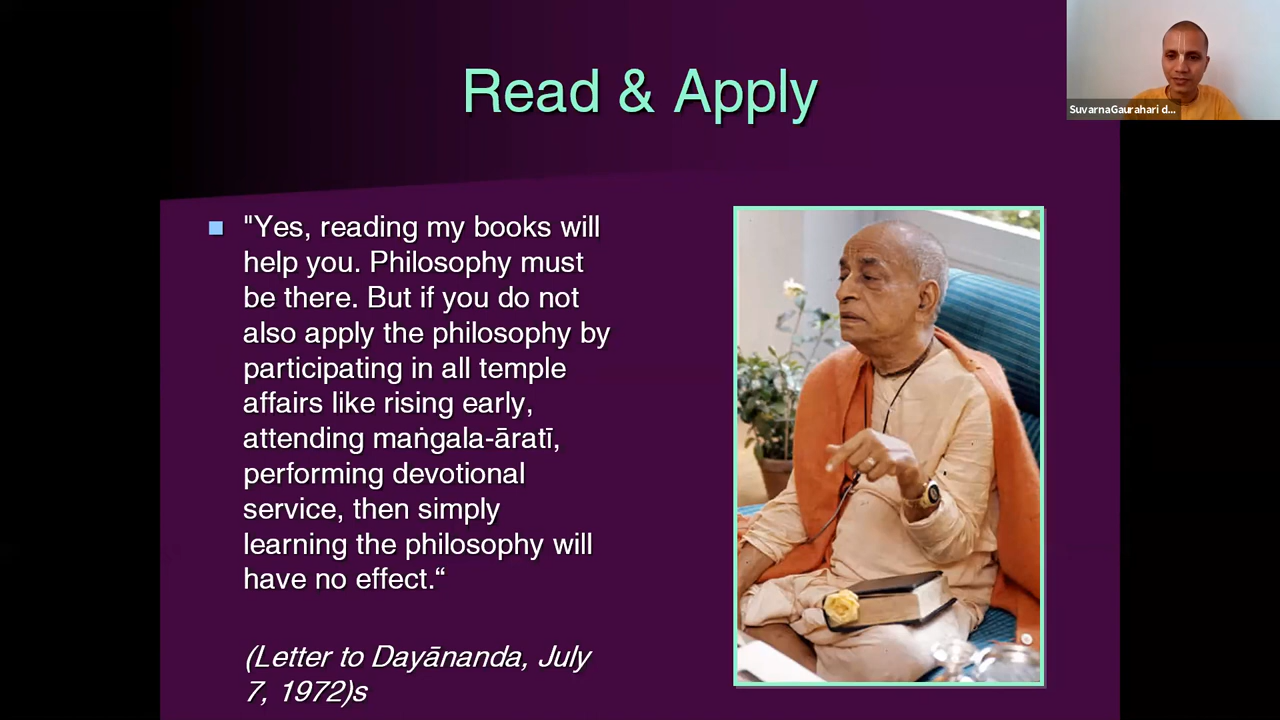 Read & Apply
SuvarnaGaurahari d...
"Yes, reading my books will
help you. Philosophy must
be there. But if you do not
also apply the philosophy by
participating in all temple
affairs like rising early,
attending maṅgala-āratī,
performing devotional
service, then simply
learning the philosophy will
have no effect.“
(Letter to Dayānanda, July
7, 1972)s